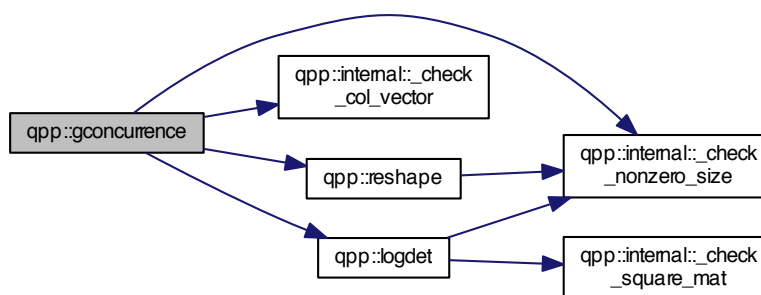 qpp::gconcurrence
qpp::internal::_check
_col_vector
qpp::reshape
qpp::logdet
qpp::internal::_check
_nonzero_size
qpp::internal::_check
_square_mat